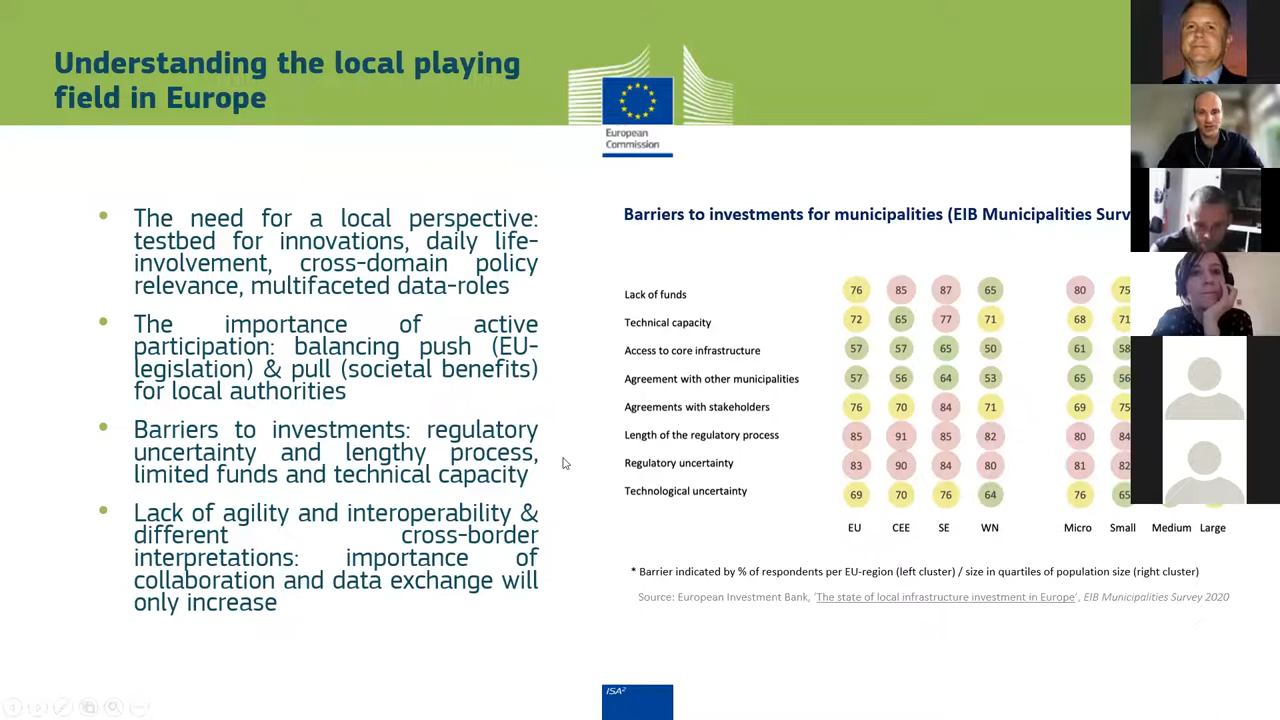 Understanding the local playing
field in Europe
European
Commission
• The need for a local perspective:
testbed for innovations, daily life-
involvement, cross-domain policy
relevance, multifaceted data-roles
• The importance of active
participation: balancing push (EU-
legislation) & pull (societal benefits)
for local authorities
• Barriers to investments: regulatory
uncertainty and lengthy process,
limited funds and technical capacity
• Lack of agility and interoperability &
different cross-border
interpretations: importance of
collaboration and data exchange will
only increase
Barriers to investments for municipalities (EIB Municipalities Surv
Lack of funds 76 85 87 65 80 75
Technical capacity 72 65 77 71 68 71
Access to core infrastructure 57 57 65 50 61 58
Agreement with other municipalities 57 56 64 53 65 56
Agreements with stakeholders 76 70 84 71 69 75
Length of the regulatory process 85 91 85 82 80 84
Regulatory uncertainty 83 90 84 80 81 82
Technological uncertainty 69 70 76 64 76 65
EU CEE SE WN Micro Small Medium Large
* Barrier indicated by % of respondents per EU-region (left cluster) / size in quartiles of population size (right cluster)
Source: European Investment Bank, 'The state of local infrastructure investment in Europe', EIB Municipalities Survey 2020
ISA²